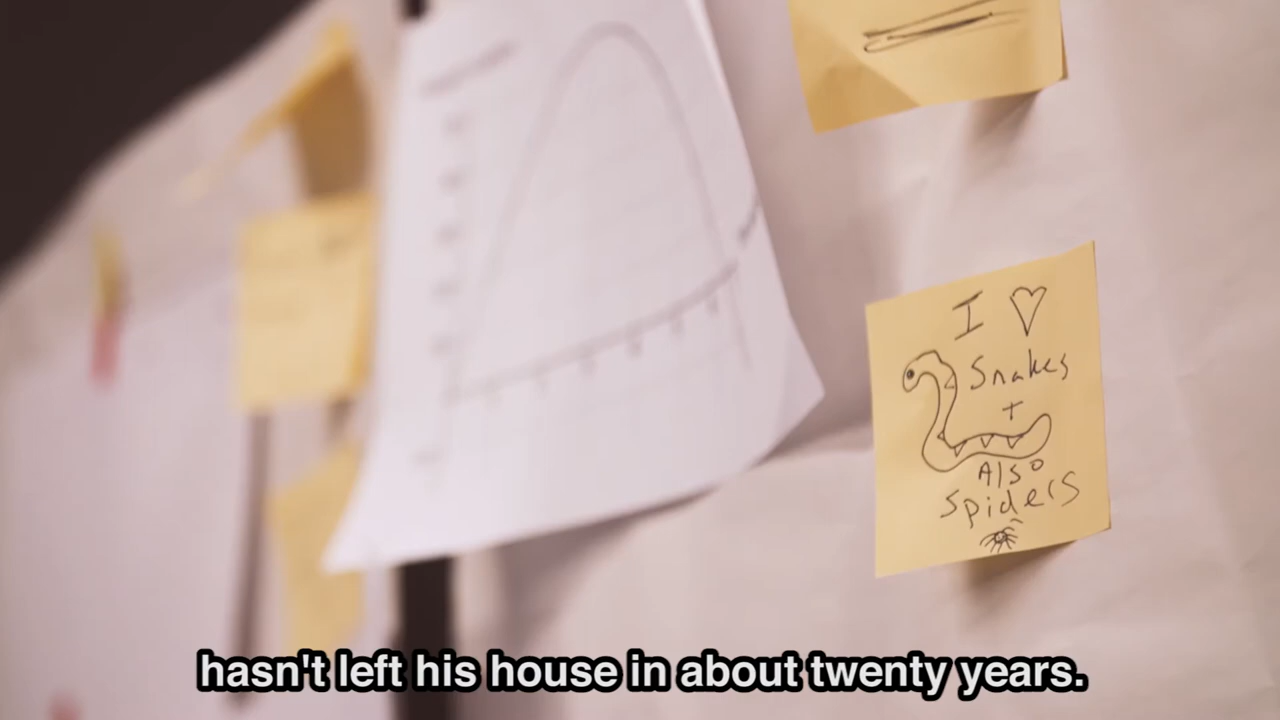 I ♡
Snakes
+
Also
Spiders
hasn't left his house in about twenty years.